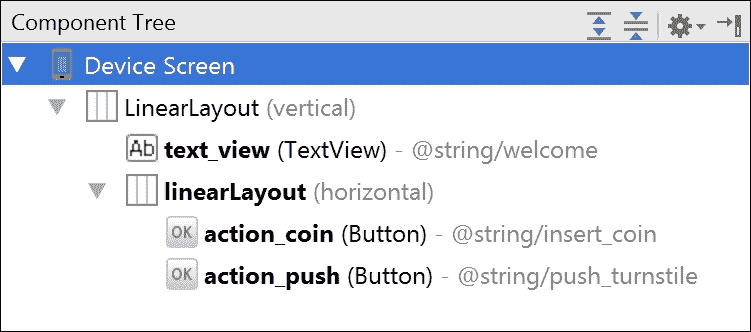 Component Tree
Device Screen
LinearLayout (vertical)
Ab text_view (TextView) - @string/welcome
linearLayout (horizontal)
OK action_coin (Button) - @string/insert_coin
OK action_push (Button) - @string/push_turnstile